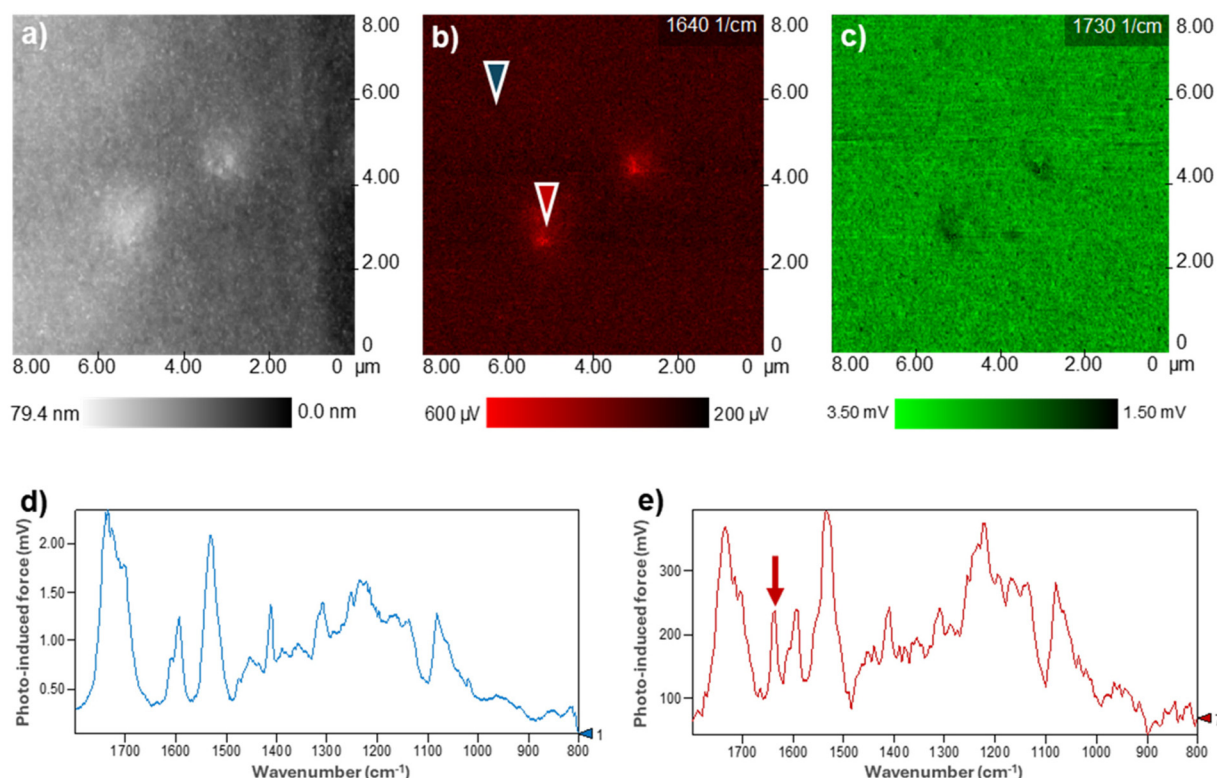 a)
8.00
6.00
4.00
2.00
0
8.00 6.00 4.00 2.00 µm
79.4 nm 0.0 nm
b)
1640 1/cm
8.00
6.00
4.00
2.00
0
8.00 6.00 4.00 2.00 0 µm
600 µV 200 µV
c)
1730 1/cm
8.00
6.00
4.00
2.00
0
8.00 6.00 4.00 2.00 0 µm
3.50 mV 1.50 mV
d)
Photo-induced force (mV)
2.00
1.50
1.00
0.50
1700 1600 1500 1400 1300 1200 1100 1000 900 800
1
Wavenumber (cm⁻¹)
e)
Photo-induced force (mV)
300
200
100
1700 1600 1500 1400 1300 1200 1100 1000 900 800
Wavenumber (cm⁻¹)